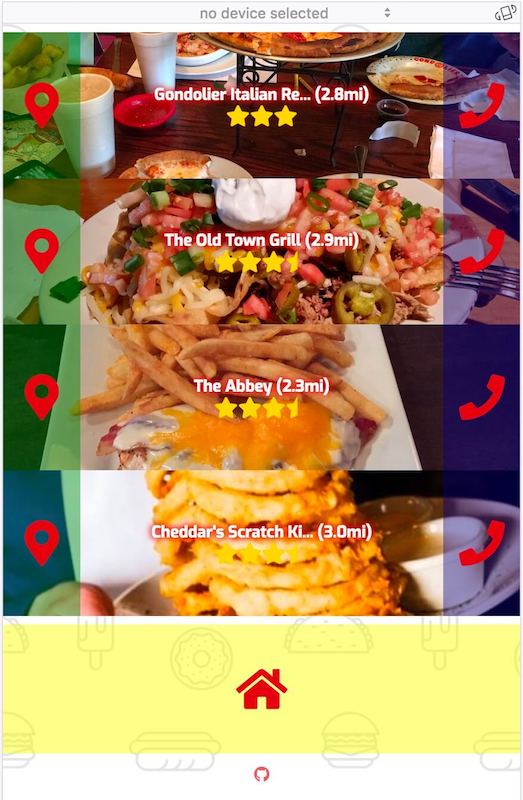 no device selected
Gondolier Italian Re... (2.8mi)
The Old Town Grill (2.9mi)
The Abbey (2.3mi)
Cheddar's Scratch Ki... (3.0mi)